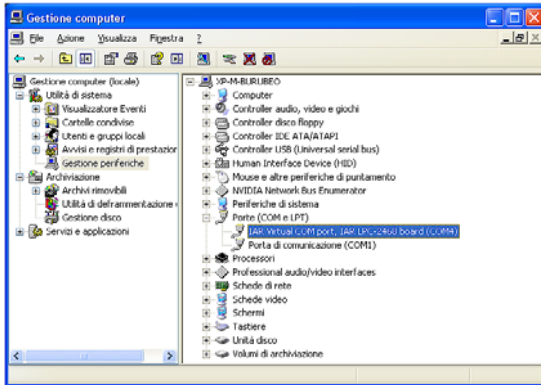 Gestione computer
File Azione Visualizza Finestra ?
Gestione computer (locale)
Utilità di sistema
Visualizzatore Eventi
Cartelle condivise
Utenti e gruppi locali
Avvisi e registri di prestazior
Gestione periferiche
Archiviazione
Archivi rimovibili
Utilità di deframmentazione
Gestione disco
Servizi e applicazioni
XP-M-BURUBEO
Computer
Controller audio, video e giochi
Controller disco floppy
Controller IDE ATA/ATAPI
Controller USB (Universal serial bus)
Human Interface Device (HID)
Mouse e altre periferiche di puntamento
NVIDIA Network Bus Enumerator
Periferiche di sistema
Porte (COM e LPT)
IAR Virtual COM port, IAR LPC-2468 board (COM4)
Porta di comunicazione (COM1)
Processori
Professional audio/video interfaces
Schede di rete
Schede video
Schermi
Tastiere
Unità disco
Volumi di archiviazione